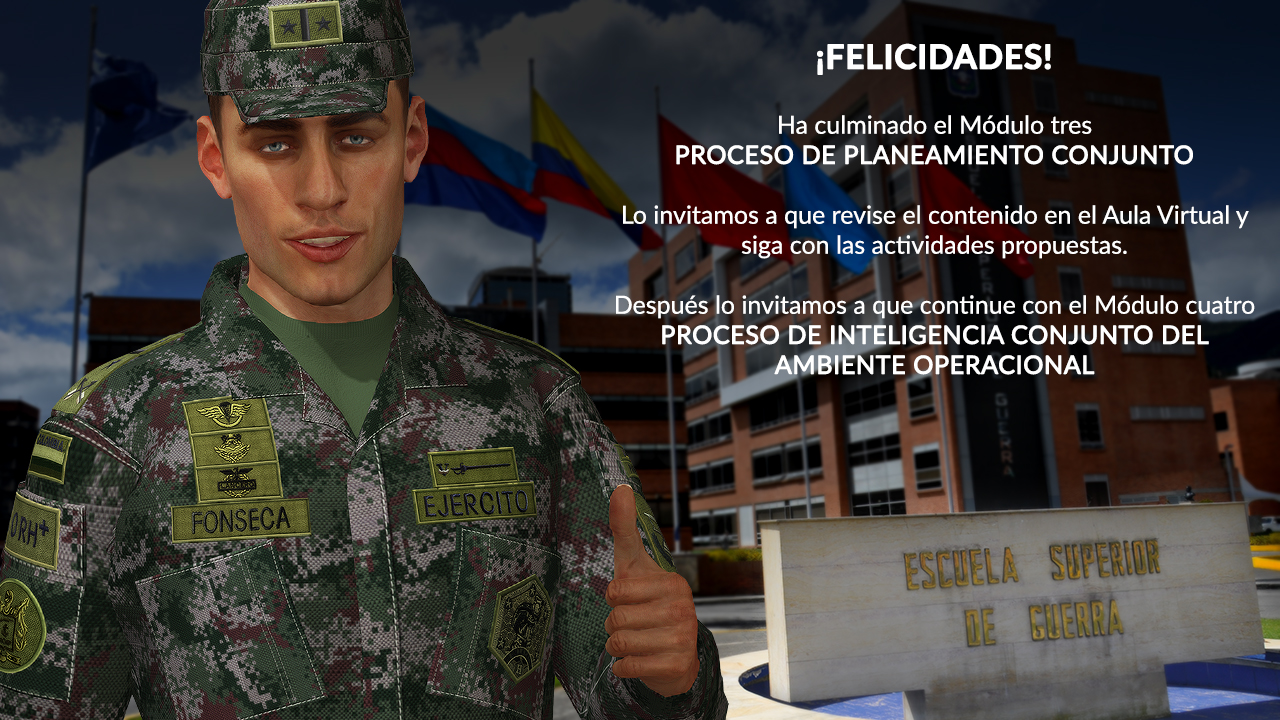 ¡FELICIDADES!
Ha culminado el Módulo tres
PROCESO DE PLANEAMIENTO CONJUNTO
Lo invitamos a que revise el contenido en el Aula Virtual y
siga con las actividades propuestas.
Después lo invitamos a que continue con el Módulo cuatro
PROCESO DE INTELIGENCIA CONJUNTO DEL
AMBIENTE OPERACIONAL
FONSECA
EJERCITO
ORH+
GUERRA
ESCUELA SUPERIOR
DE GUERRA